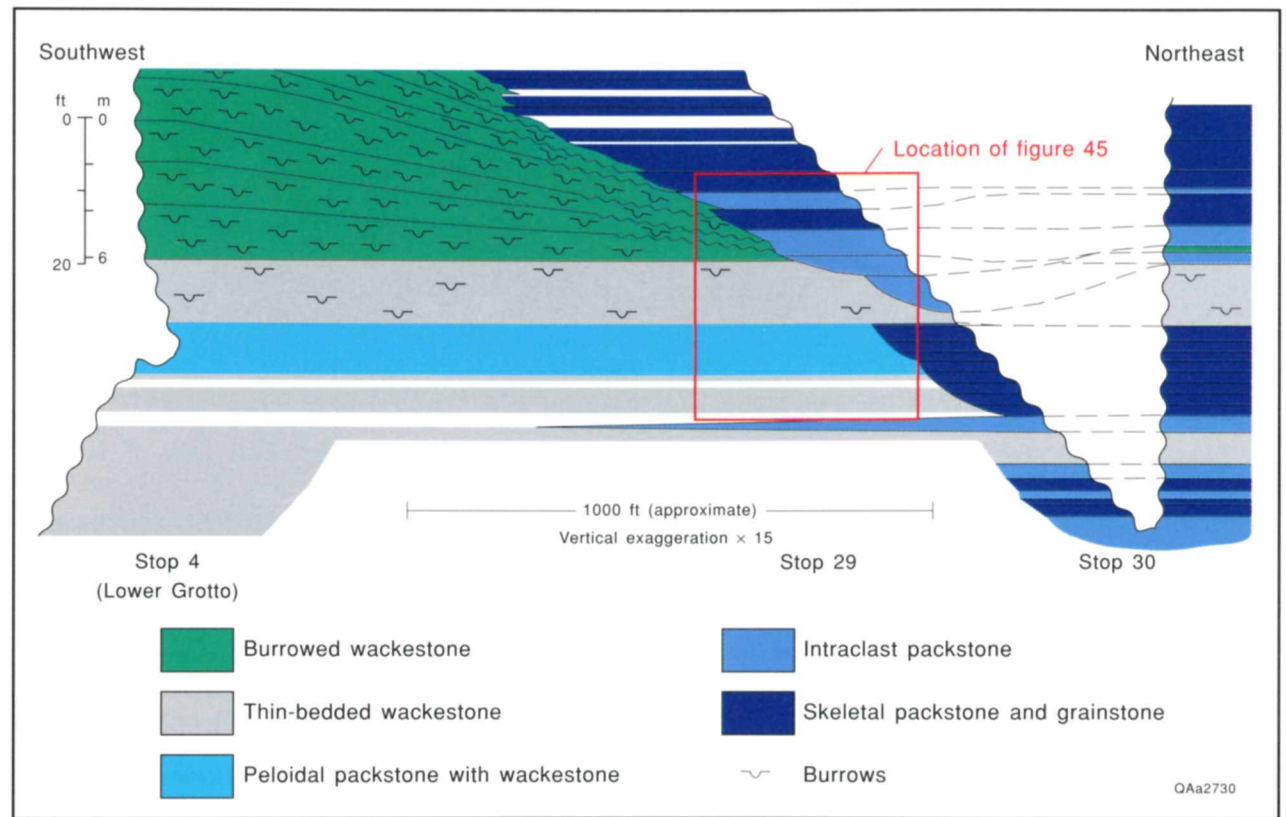 Southwest
Northeast
ft m
0 0
20 6
Location of figure 45
1000 ft (approximate)
Vertical exaggeration × 15
Stop 4
(Lower Grotto)
Stop 29
Stop 30
Burrowed wackestone
Thin-bedded wackestone
Peloidal packstone with wackestone
Intraclast packstone
Skeletal packstone and grainstone
Burrows
QAa2730